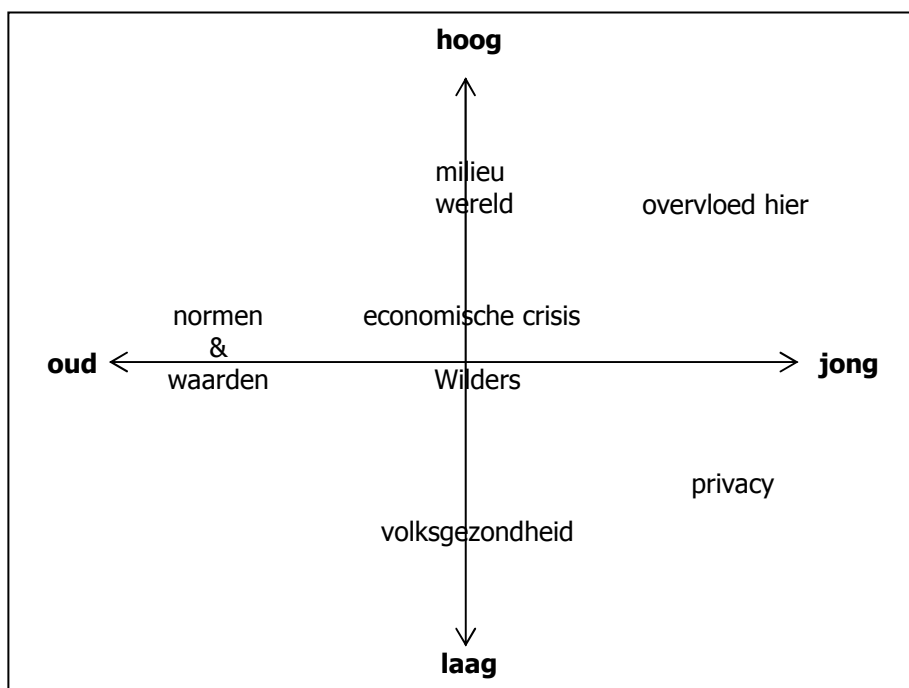 hoog
milieu
wereld
overvloed hier
normen
&
waarden
economische crisis
oud
jong
Wilders
privacy
volksgezondheid
laag